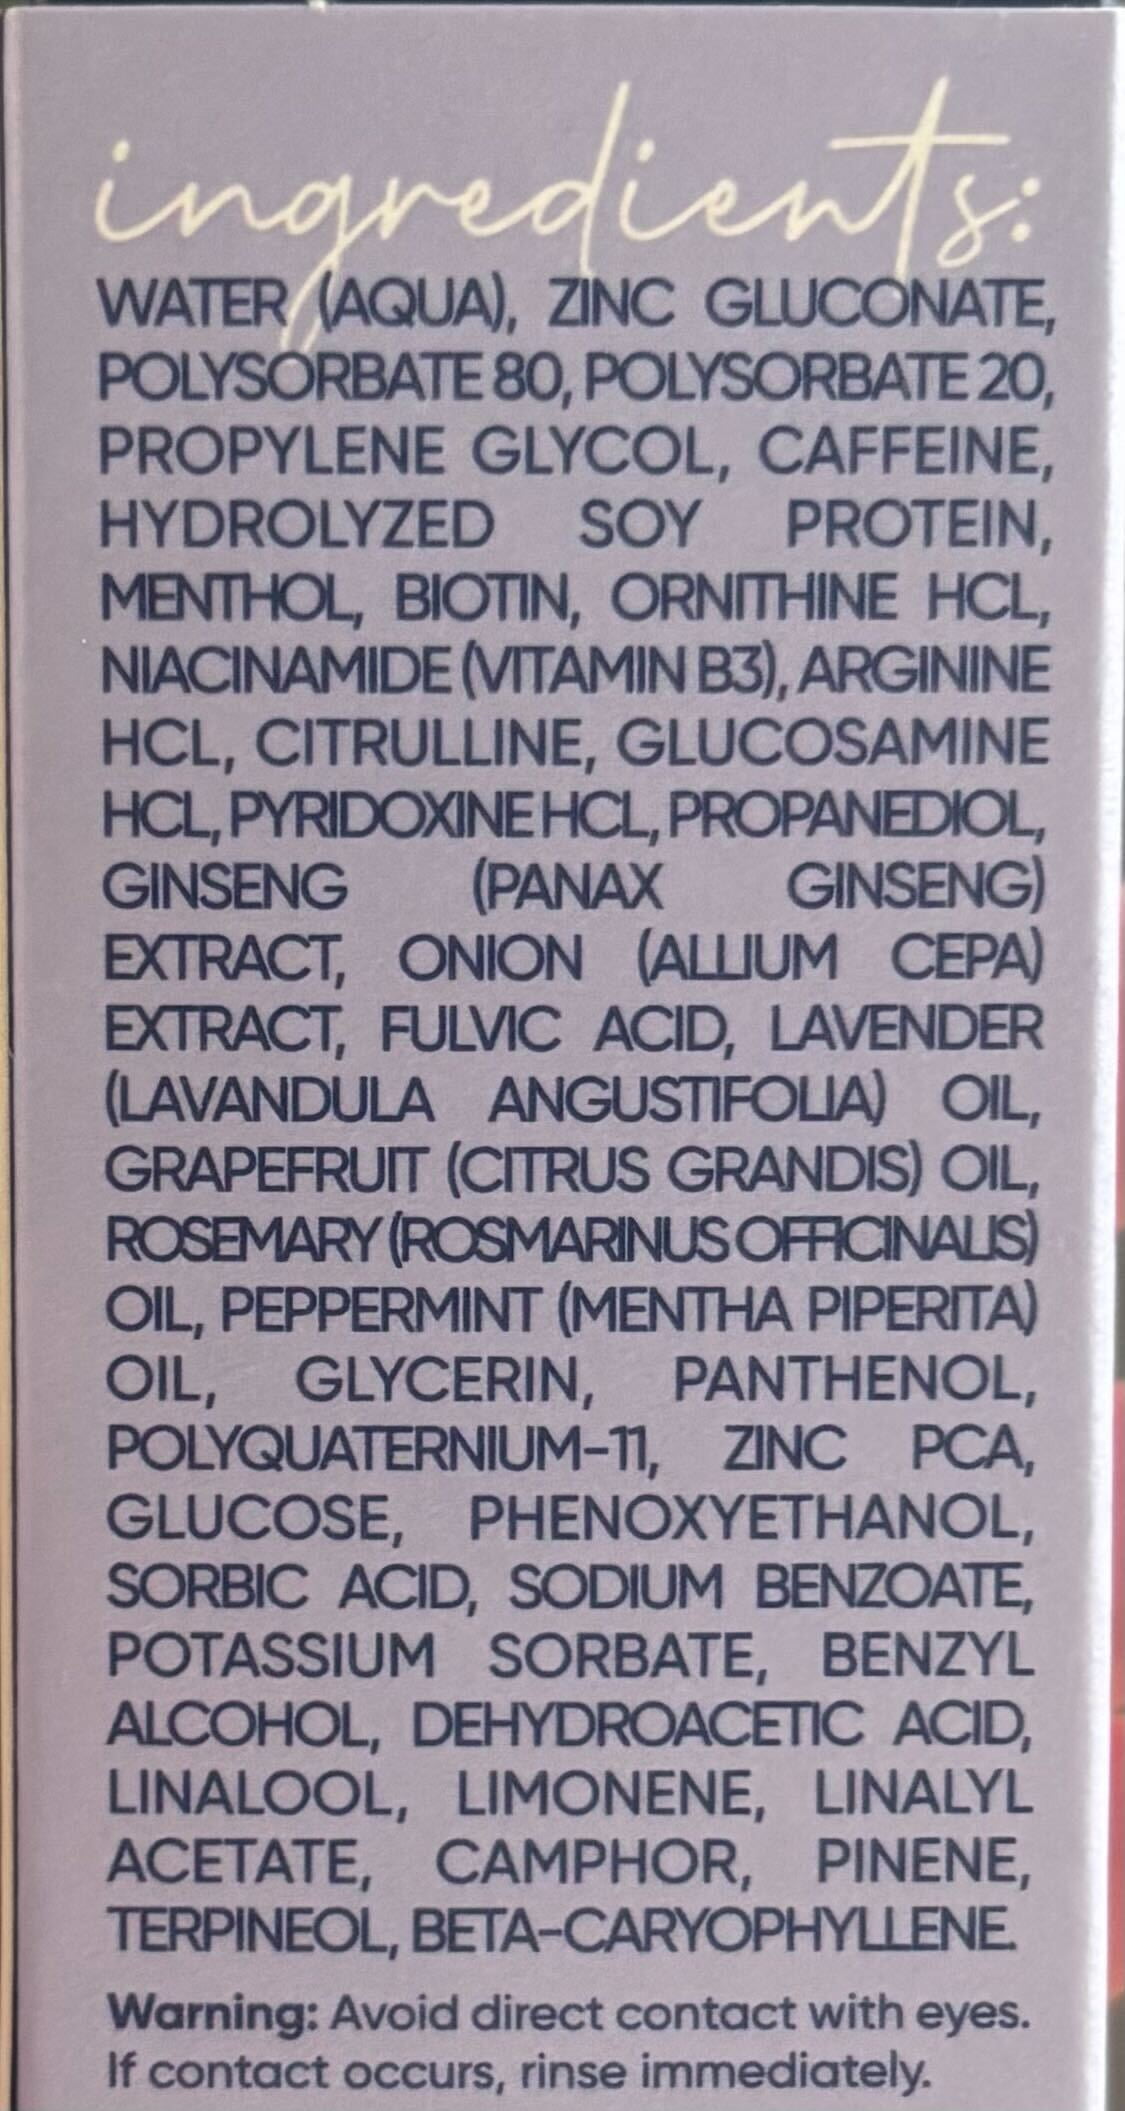 ingredients:
WATER (AQUA), ZINC GLUCONATE,
POLYSORBATE 80, POLYSORBATE 20,
PROPYLENE GLYCOL, CAFFEINE,
HYDROLYZED SOY PROTEIN,
MENTHOL, BIOTIN, ORNITHINE HCL,
NIACINAMIDE (VITAMIN B3), ARGININE
HCL, CITRULLINE, GLUCOSAMINE
HCL, PYRIDOXINE HCL, PROPANEDIOL,
GINSENG (PANAX GINSENG)
EXTRACT, ONION (ALLIUM CEPA)
EXTRACT, FULVIC ACID, LAVENDER
(LAVANDULA ANGUSTIFOLIA) OIL,
GRAPEFRUIT (CITRUS GRANDIS) OIL,
ROSEMARY (ROSMARINUS OFFICINALIS)
OIL, PEPPERMINT (MENTHA PIPERITA)
OIL, GLYCERIN, PANTHENOL,
POLYQUATERNIUM-11, ZINC PCA,
GLUCOSE, PHENOXYETHANOL,
SORBIC ACID, SODIUM BENZOATE,
POTASSIUM SORBATE, BENZYL
ALCOHOL, DEHYDROACETIC ACID,
LINALOOL, LIMONENE, LINALYL
ACETATE, CAMPHOR, PINENE,
TERPINEOL, BETA-CARYOPHYLLENE.
Warning: Avoid direct contact with eyes.
If contact occurs, rinse immediately.